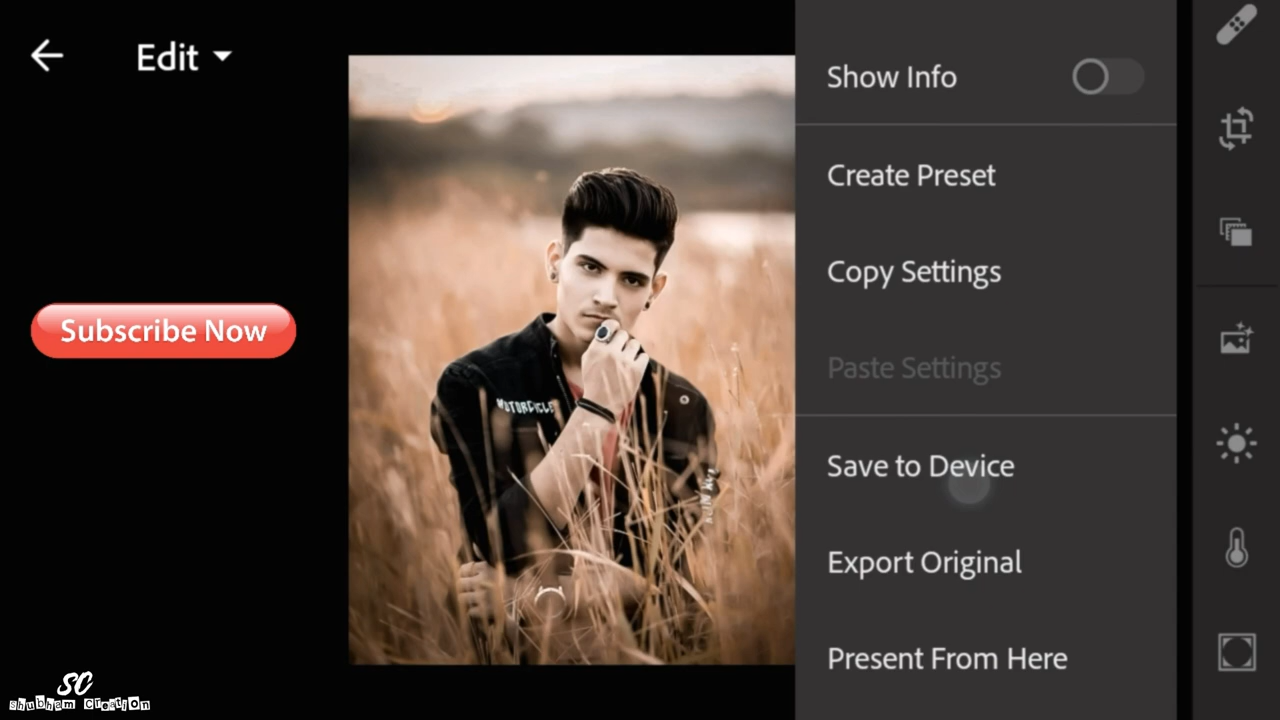 Edit
Show Info
Create Preset
Copy Settings
Paste Settings
Subscribe Now
MOTORCYCLE
Save to Device
Export Original
Present From Here
SC
Shubham Creation